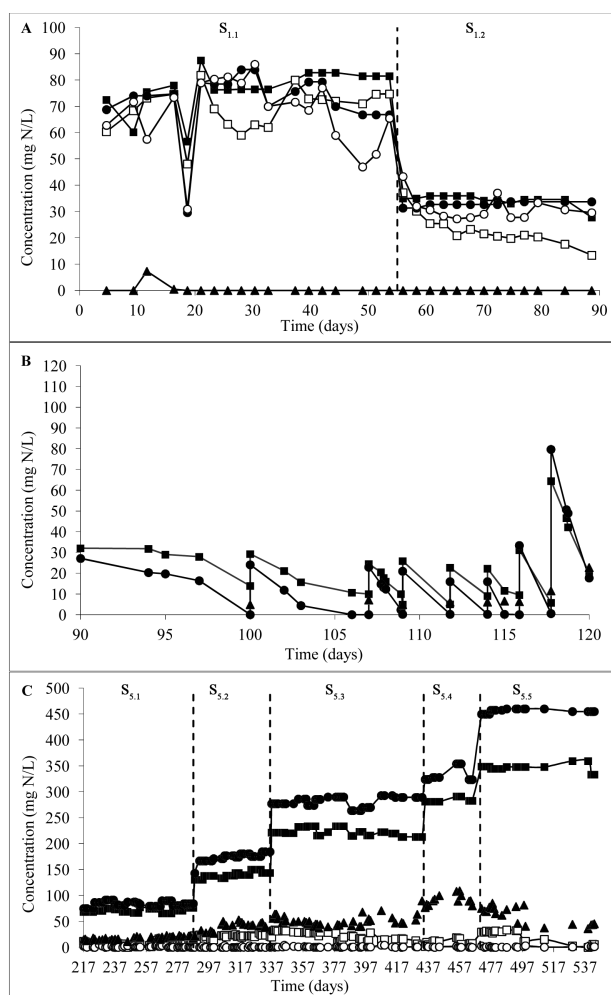 A
S1.1
S1.2
Concentration (mg N/L)
100
90
80
70
60
50
40
30
20
10
0
0 10 20 30 40 50 60 70 80 90
Time (days)
B
Concentration (mg N/L)
120
110
100
90
80
70
60
50
40
30
20
10
0
90 95 100 105 110 115 120
Time (days)
C
S5.1
S5.2
S5.3
S5.4
S5.5
Concentration (mg N/L)
500
450
400
350
300
250
200
150
100
50
0
217 237 257 277 297 317 337 357 377 397 417 437 457 477 497 517 537
Time (days)